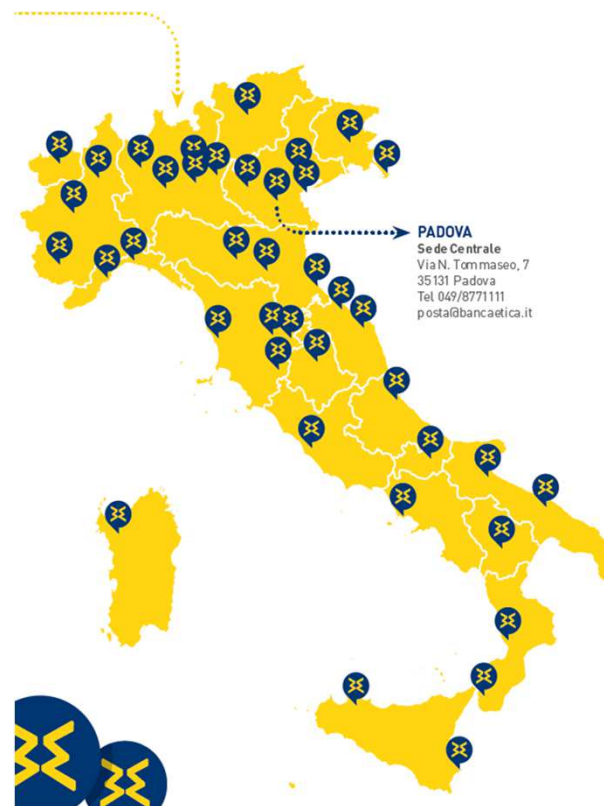 PADOVA
Sede Centrale
Via N. Tommaseo, 7
35131 Padova
Tel 049/8771111
posta@bancaetica.it